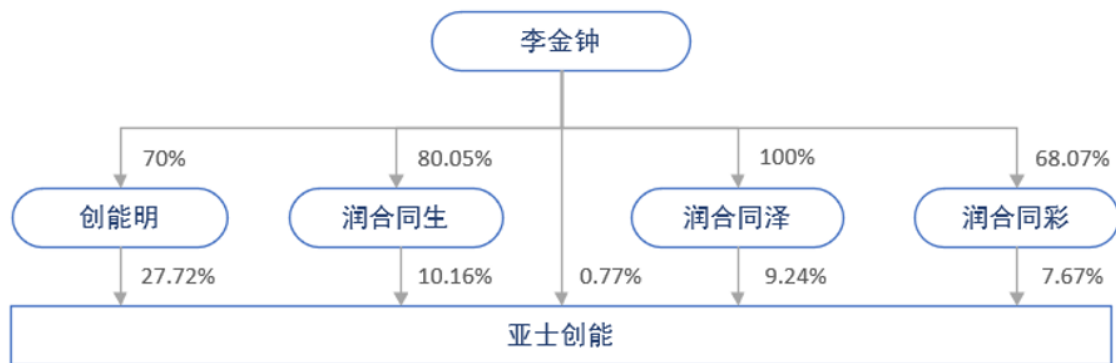 李金钟
70%
80.05%
100%
68.07%
创能明
润合同生
润合同泽
润合同彩
27.72%
10.16%
0.77%
9.24%
7.67%
亚士创能